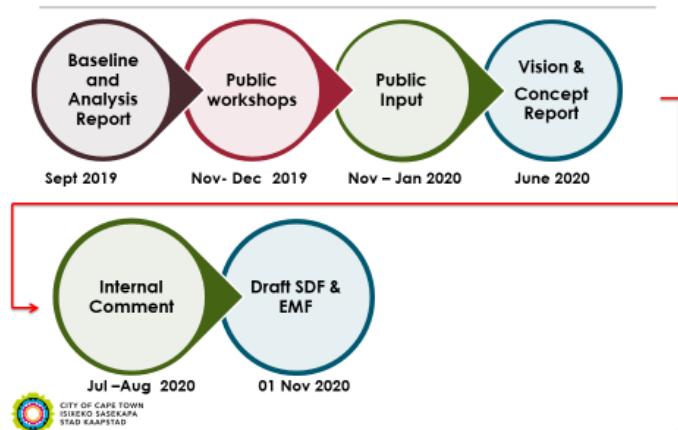 Baseline
and
Analysis
Report
Public
workshops
Public
Input
Vision &
Concept
Report
Sept 2019
Nov- Dec 2019
Nov – Jan 2020
June 2020
Internal
Comment
Draft SDF &
EMF
Jul –Aug 2020
01 Nov 2020
CITY OF CAPE TOWN
ISIXEKO SASEKAPA
STAD KAAPSTAD